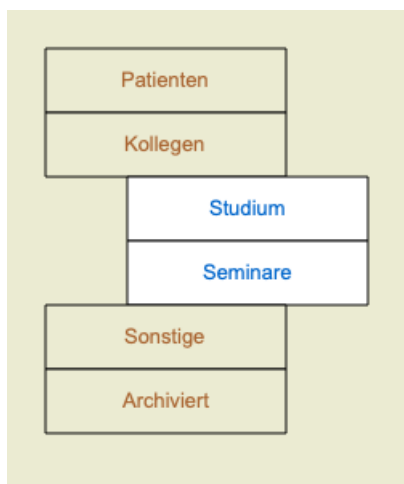 Patienten
Kollegen
Studium
Seminare
Sonstige
Archiviert